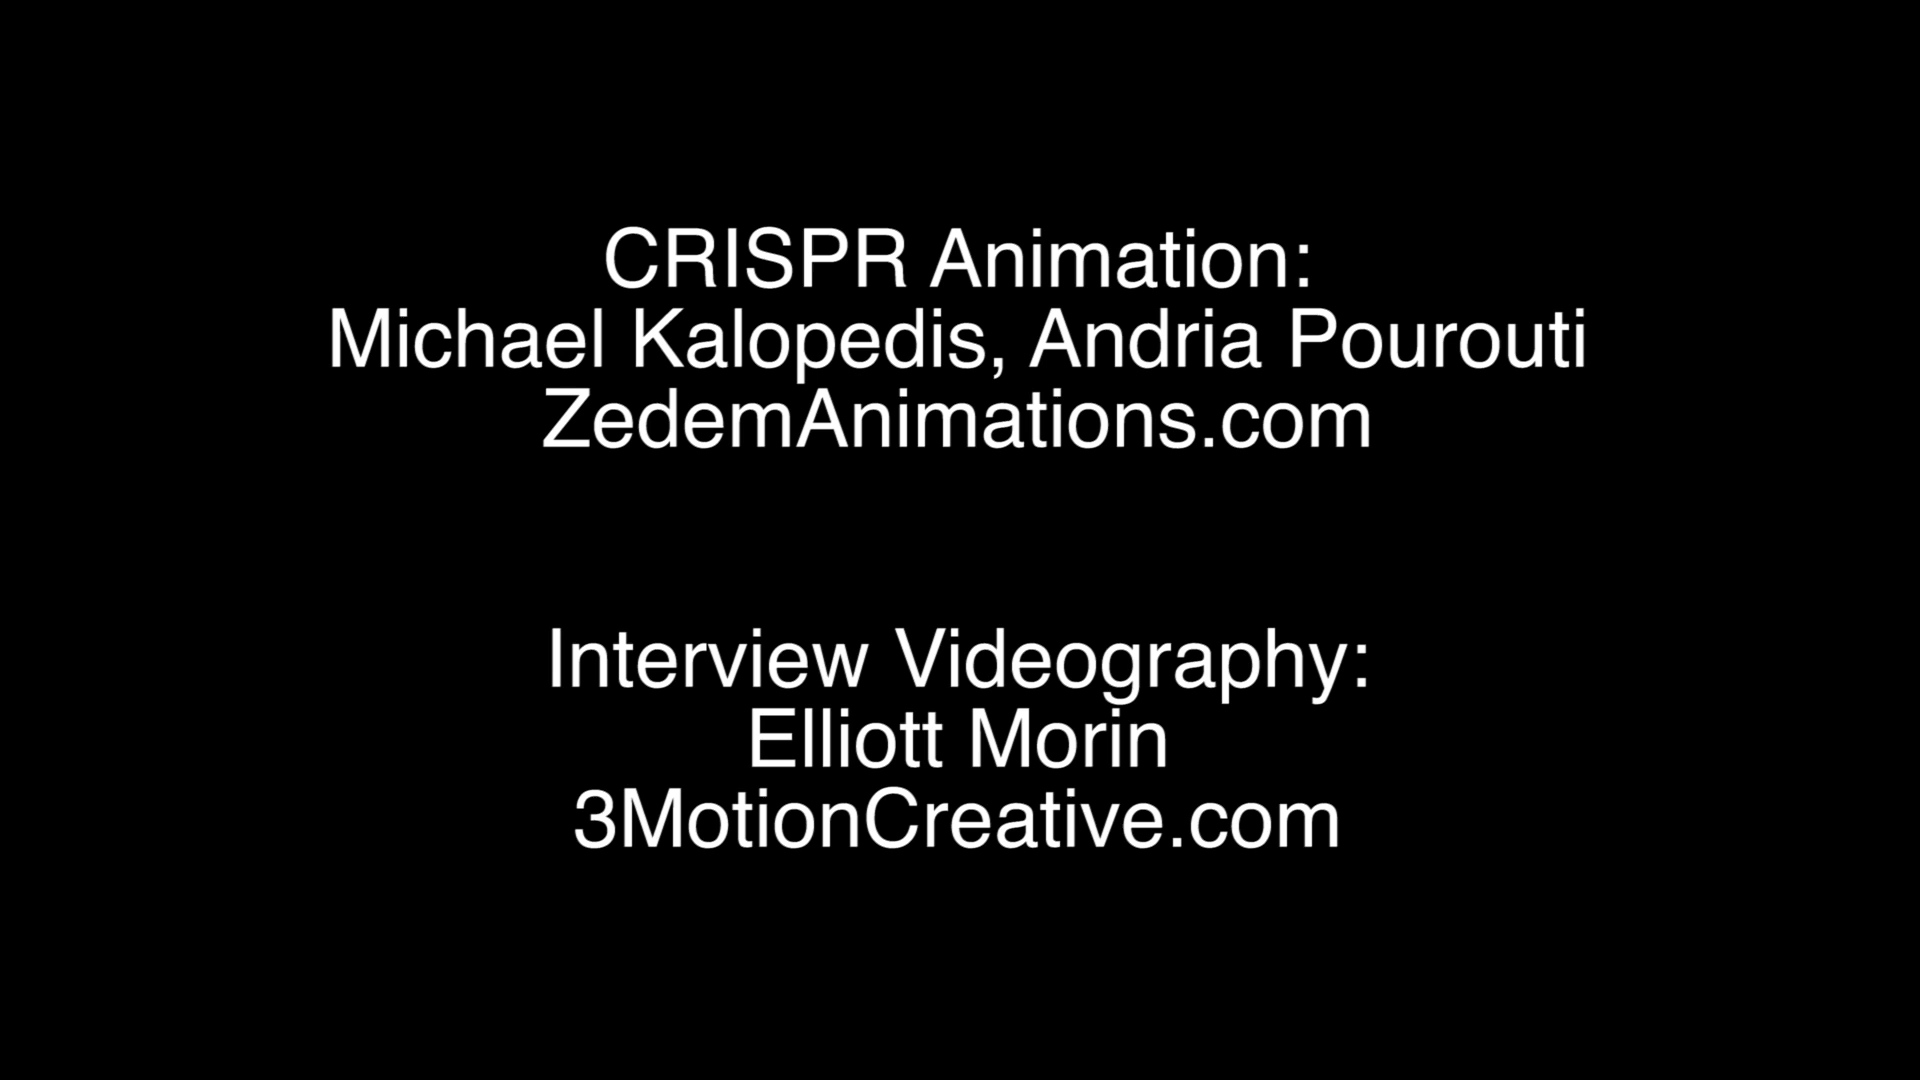 CRISPR Animation:
Michael Kalopedis, Andria Pourouti
ZedemAnimations.com
Interview Videography:
Elliott Morin
3MotionCreative.com